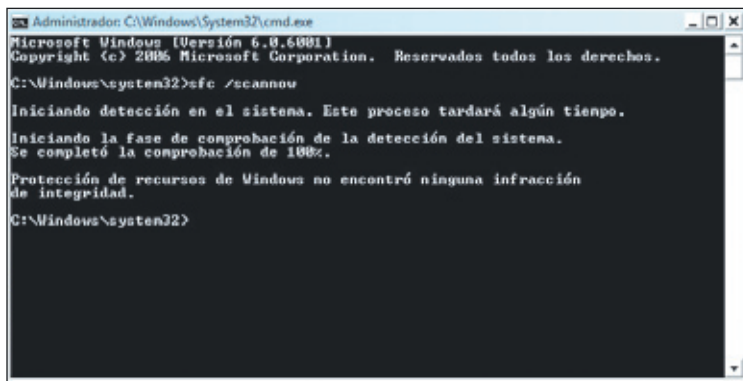 Administrador: C:\Windows\System32\cmd.exe
Microsoft Windows [Versión 6.0.6001]
Copyright (c) 2006 Microsoft Corporation. Reservados todos los derechos.
C:\Windows\system32>sfc /scannow
Iniciando detección en el sistema. Este proceso tardará algún tiempo.
Iniciando la fase de comprobación de la detección del sistema.
Se completó la comprobación de 100%.
Protección de recursos de Windows no encontró ninguna infracción
de integridad.
C:\Windows\system32>